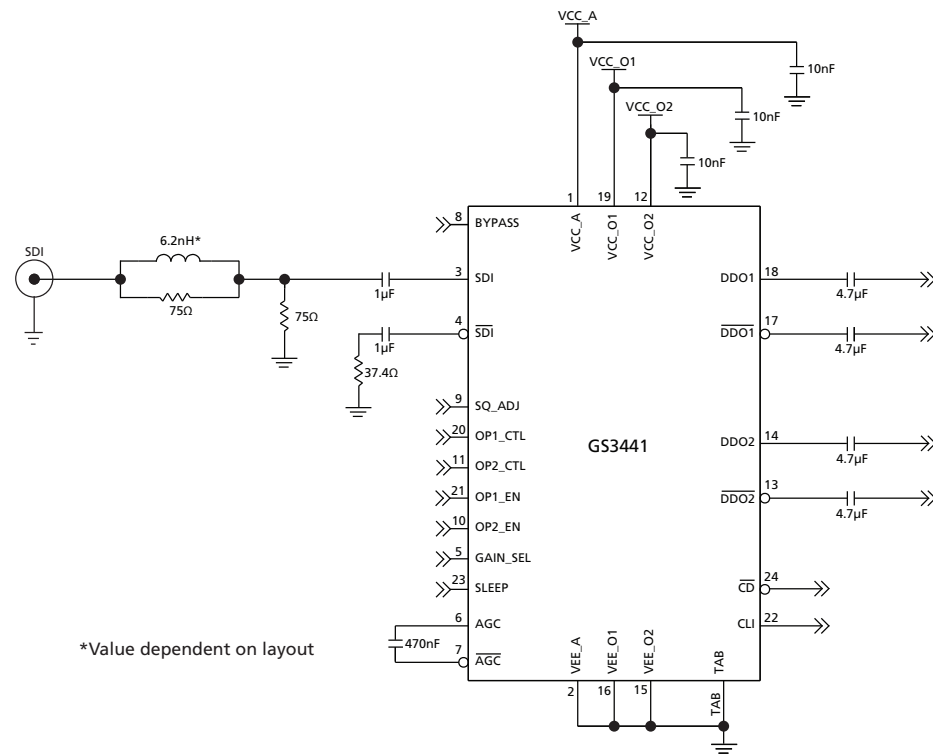 VCC_A
10nF
VCC_O1
10nF
VCC_O2
10nF
1
19
12
VCC_A
VCC_O1
VCC_O2
8
BYPASS
SDI
6.2nH*
75Ω
75Ω
1µF
3
SDI
4
SDI
1µF
37.4Ω
9
SQ_ADJ
20
OP1_CTL
11
OP2_CTL
21
OP1_EN
10
OP2_EN
5
GAIN_SEL
23
SLEEP
6
AGC
470nF
7
AGC
GS3441
DDO1
18
4.7µF
DDO1
17
4.7µF
DDO2
14
4.7µF
DDO2
13
4.7µF
CD
24
CLI
22
VEE_A
VEE_O1
VEE_O2
TAB
2
16
15
TAB
*Value dependent on layout